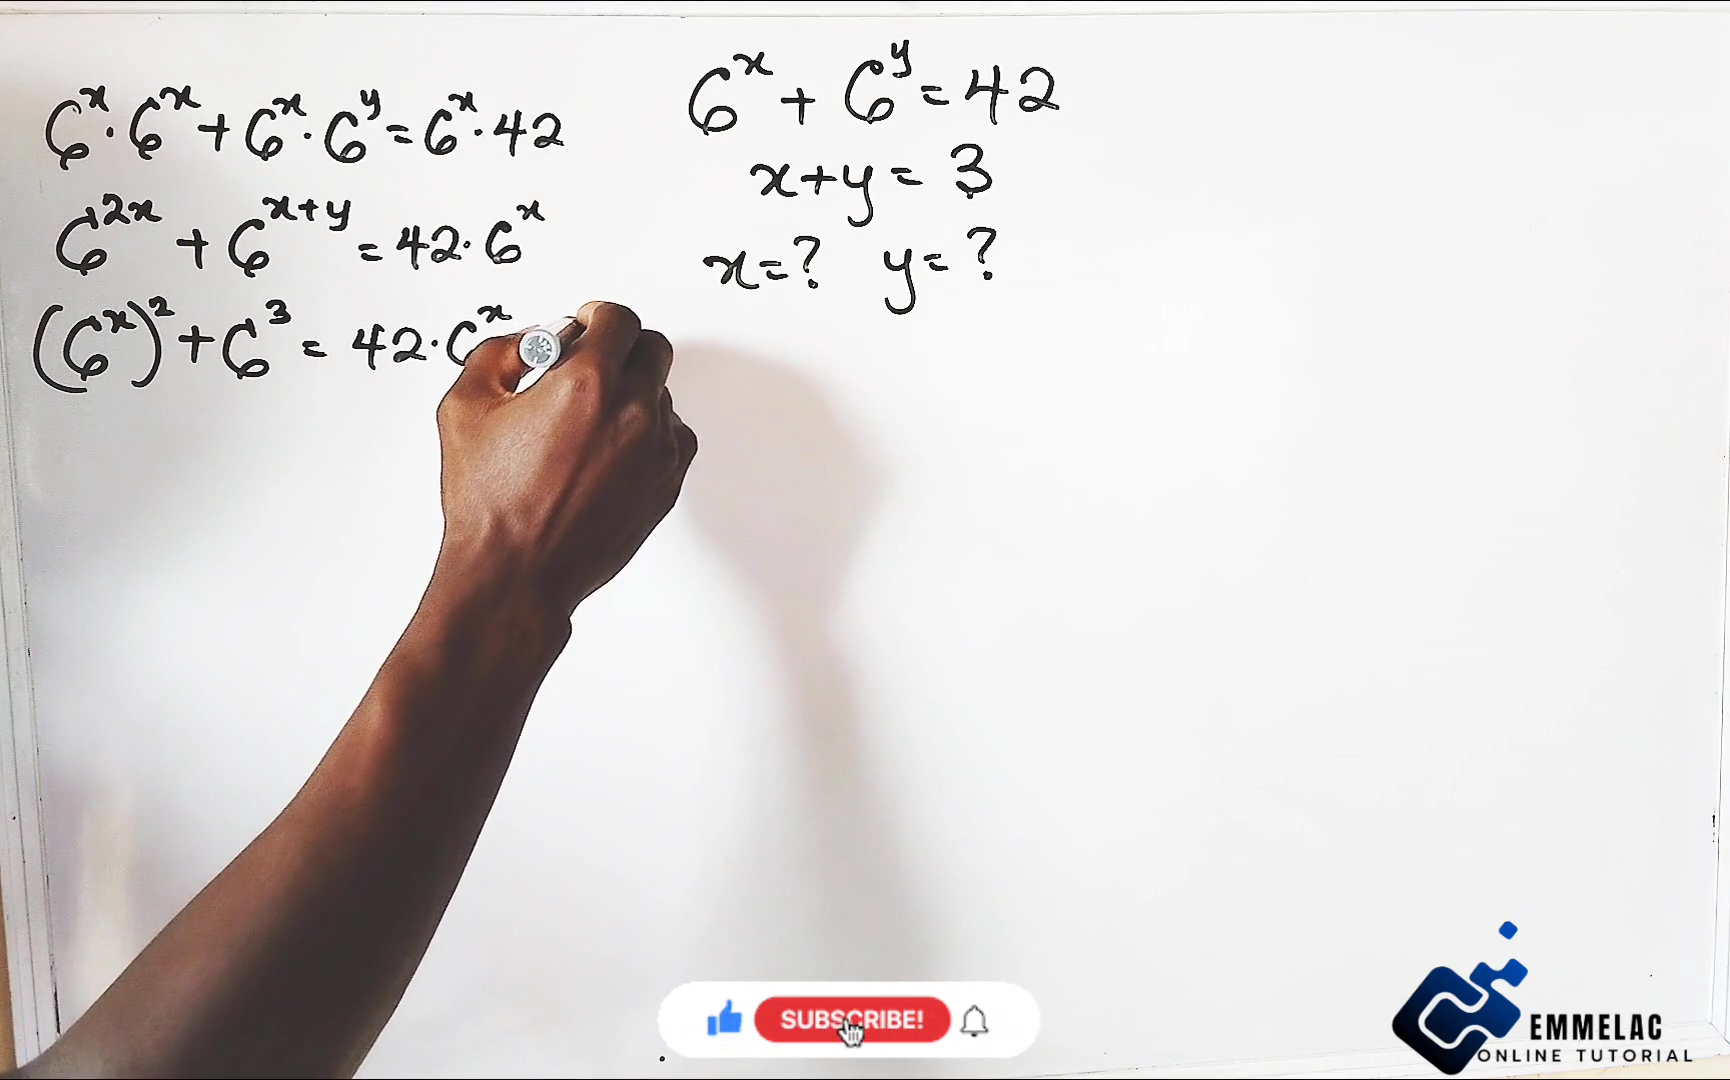 6^x · 6^x + 6^x · 6^y = 6^x · 42
6^2x + 6^x+y = 42 · 6^x
(6^x)^2 + 6^3 = 42 · 6^x
6^x + 6^y = 42
x + y = 3
x = ? y = ?
SUBSCRIBE!
EMMELAC
ONLINE TUTORIAL